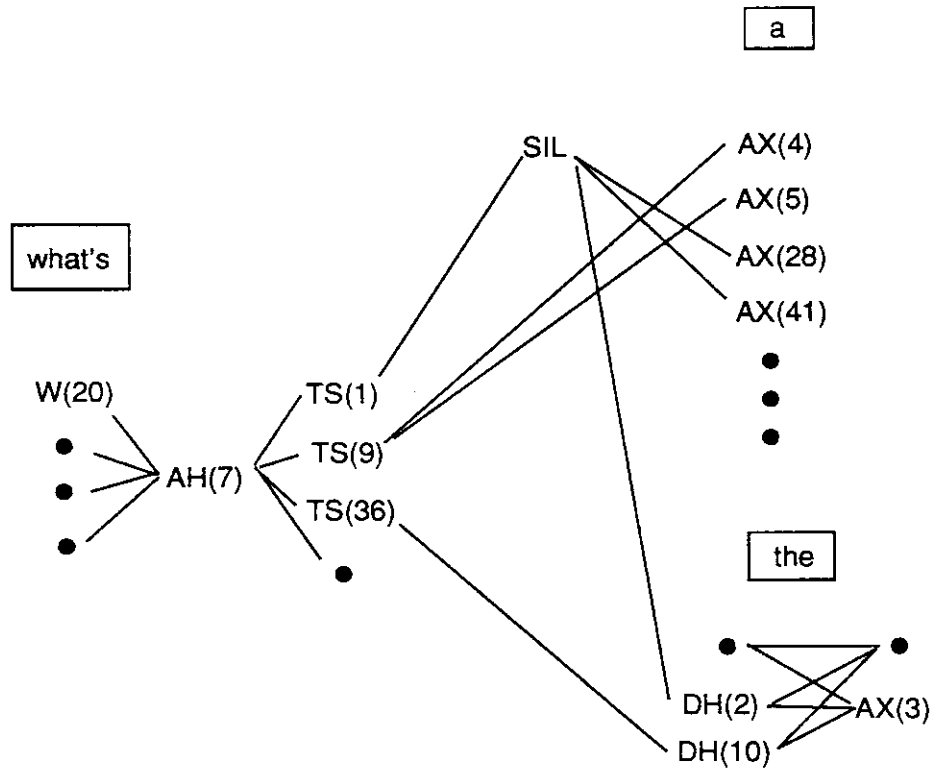 a
SIL
AX(4)
AX(5)
AX(28)
AX(41)
what's
W(20)
AH(7)
TS(1)
TS(9)
TS(36)
the
DH(2)
AX(3)
DH(10)